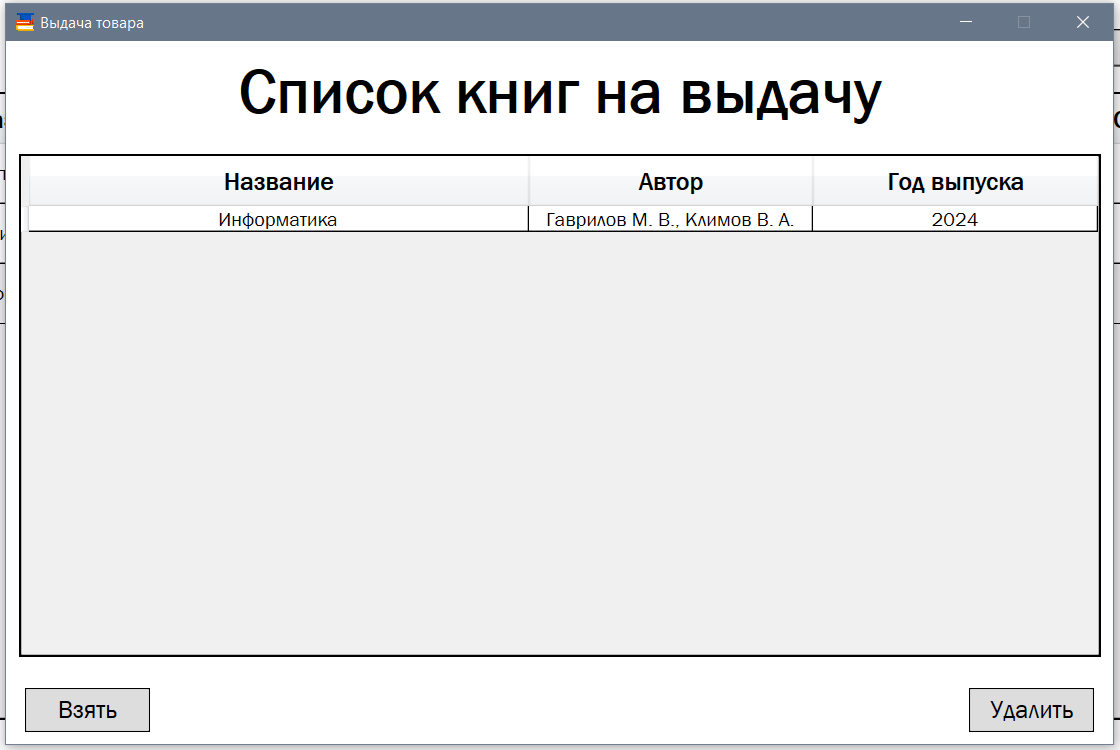 Выдача товара
Список книг на выдачу
Название Автор Год выпуска
Информатика Гаврилов М. В., Климов В. А. 2024
Взять Удалить